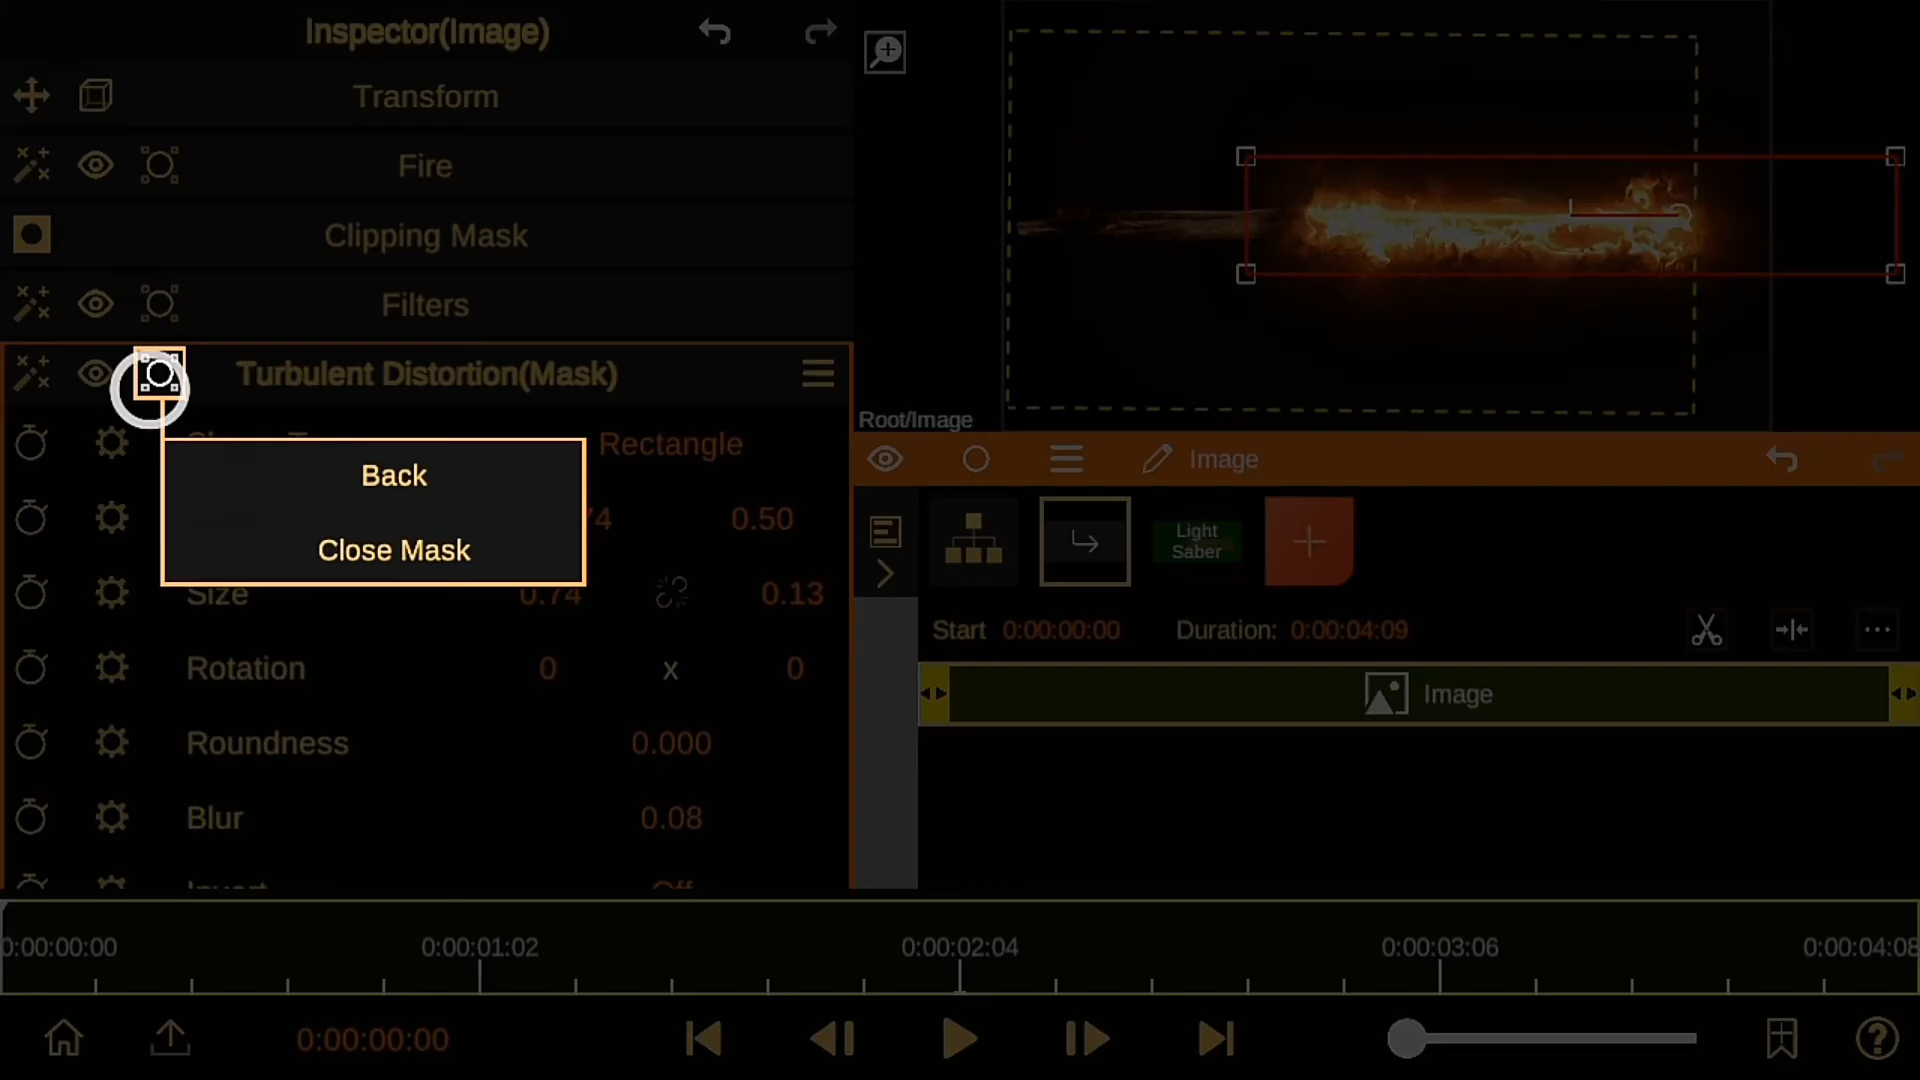 Inspector(Image)
Transform
Fire
Clipping Mask
Filters
Turbulent Distortion(Mask)
Rectangle
Back
0.50
Close Mask
Size 0.74 0.13
Rotation 0 x 0
Roundness 0.000
Blur 0.08
Invert Off
Root/Image
Image
Light
Saber
Start 0:00:00:00 Duration: 0:00:04:09
Image
0:00:00:00 0:00:01:02 0:00:02:04 0:00:03:06 0:00:04:08
0:00:00:00